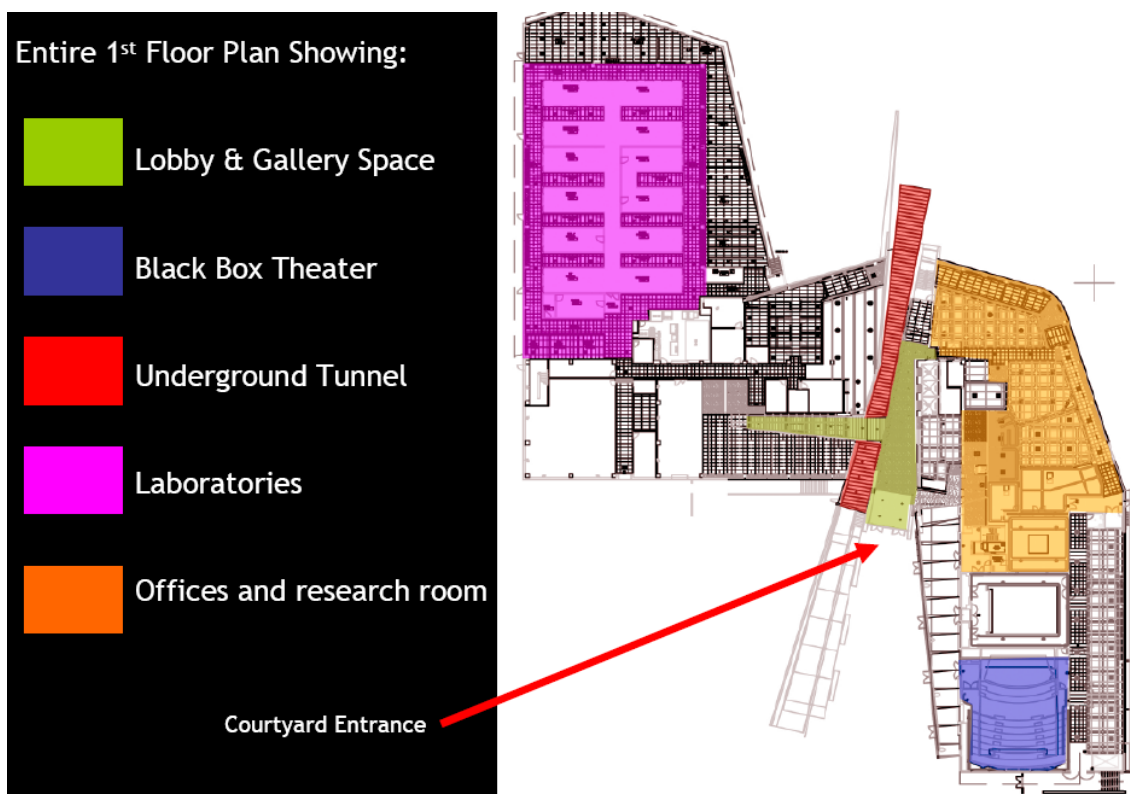 Entire 1st Floor Plan Showing:
Lobby & Gallery Space
Black Box Theater
Underground Tunnel
Laboratories
Offices and research room
Courtyard Entrance